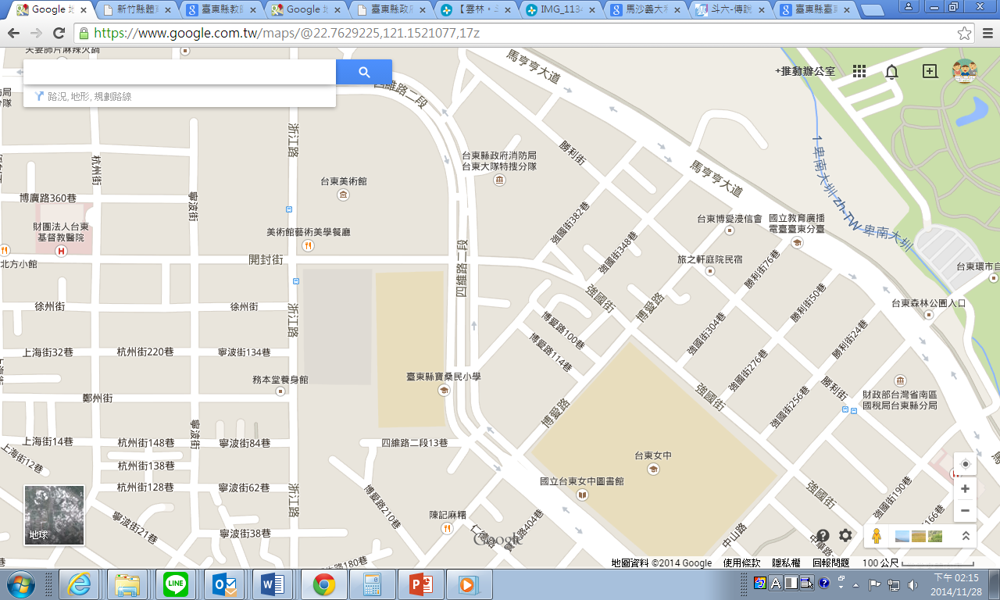 Google 地
新竹縣體
臺東縣教
Google 地
臺東縣政府
【雲林。斗
IMG_1134
馬沙義大利
斗六-傳說
臺東縣臺東
https://www.google.com.tw/maps/@22.7629225,121.1521077,17z
夫妻肺片麻辣火鍋
路況, 地形, 規劃路線
+推動辦公室
馬亨亨大道
四維路二段
浙江路
杭州街
寧波街
博廣路360巷
財團法人台東
基督教醫院
北方小館
台東美術館
美術館藝術美學餐廳
開封街
台東縣政府消防局
台東大隊特搜分隊
勝利街
馬亨亨大道
1 卑南大圳 zh-TW 卑南大圳
台東博愛浸信會
國立教育廣播
電臺臺東分臺
強國街382巷
強國街348巷
旅之軒庭院民宿
勝利街76巷
台東環市自
四維路二段
強國街
博愛路
勝利街50巷
台東森林公園入口
徐州街
徐州街
浙江路
博愛路100巷
博愛路114巷
強國街304巷
勝利街24巷
上海街32巷
杭州街220巷
寧波街134巷
強國街276巷
務本堂養身館
臺東縣寶桑民小學
勝利街
財政部台灣省南區
國稅局台東縣分局
鄭州街
博愛路
強國街
強國街256巷
寧波街
上海街14巷
杭州街148巷
寧波街84巷
四維路二段13巷
上海街12巷
杭州街138巷
台東女中
杭州街128巷
寧波街62巷
浙江路
國立台東女中圖書館
強國街
強國街190巷
博愛路210巷
陳記麻糬
寧波街21巷
寧波街38巷
路404巷
中山路
166巷
地球
Google
路180巷
地圖資料 ©2014 Google
使用條款
隱私權
回報問題
100 公尺
LINE
下午 02:15
2014/11/28